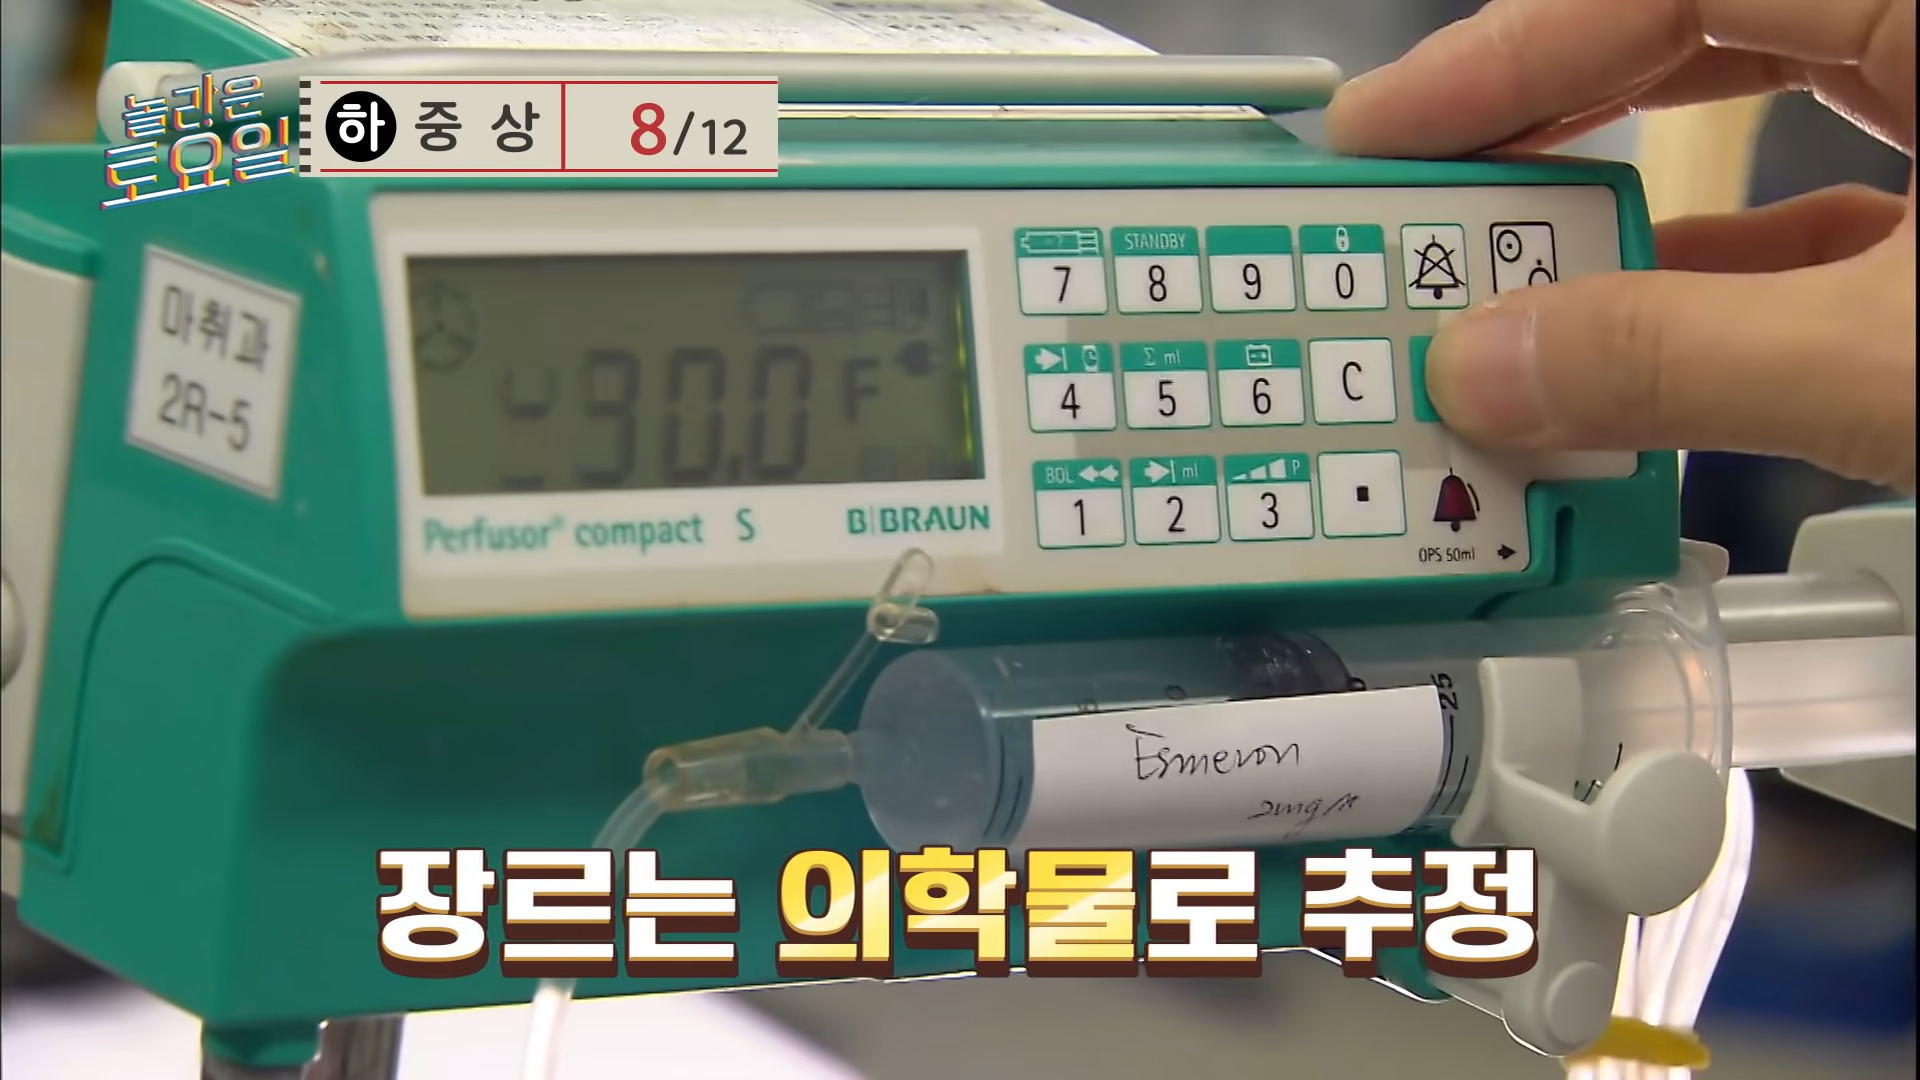 놀라운
토요일
하 중 상 8/12
마취과
2R-5
90.0 F
Perfusor® compact S
B|BRAUN
7 STANDBY 8 9 0
4 Σ ml 5 6 C
BOL 1 ml 2 P 3 .
OPS 50ml
25
Esmeron
장르는 의학물로 추정